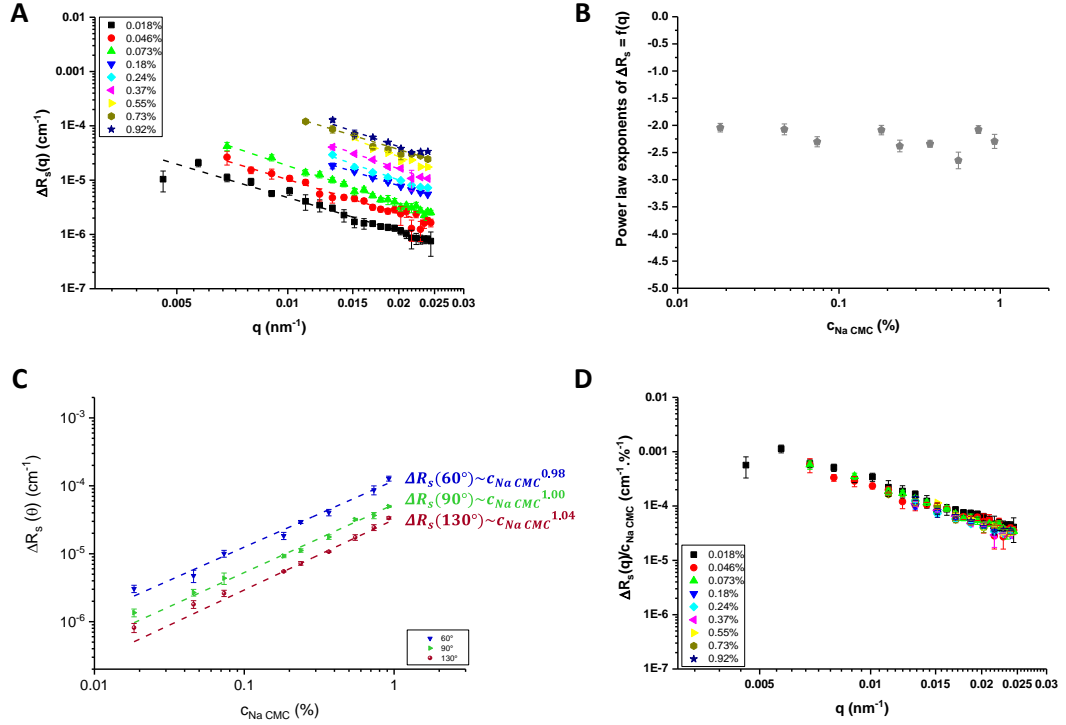 A
0.01
0.001
1E-4
1E-5
1E-6
1E-7
ΔRs(q) (cm-1)
0.018%
0.046%
0.073%
0.18%
0.24%
0.37%
0.55%
0.73%
0.92%
0.005
0.01
0.015
0.02
0.025
0.03
q (nm-1)
B
0.0
-0.5
-1.0
-1.5
-2.0
-2.5
-3.0
-3.5
-4.0
-4.5
-5.0
Power law exponents of ΔRs = f(q)
0.01
0.1
1
cNa CMC (%)
C
10-3
10-4
10-5
10-6
ΔRs (θ) (cm-1)
ΔRs(60°)~cNa CMC0.98
ΔRs(90°)~cNa CMC1.00
ΔRs(130°)~cNa CMC1.04
60°
90°
130°
0.01
0.1
1
cNa CMC (%)
D
0.001
1E-4
1E-5
1E-6
1E-7
ΔRs(q)/cNa CMC (cm-1.%-1)
0.018%
0.046%
0.073%
0.18%
0.24%
0.37%
0.55%
0.73%
0.92%
0.005
0.01
0.015
0.02
0.025
0.03
q (nm-1)